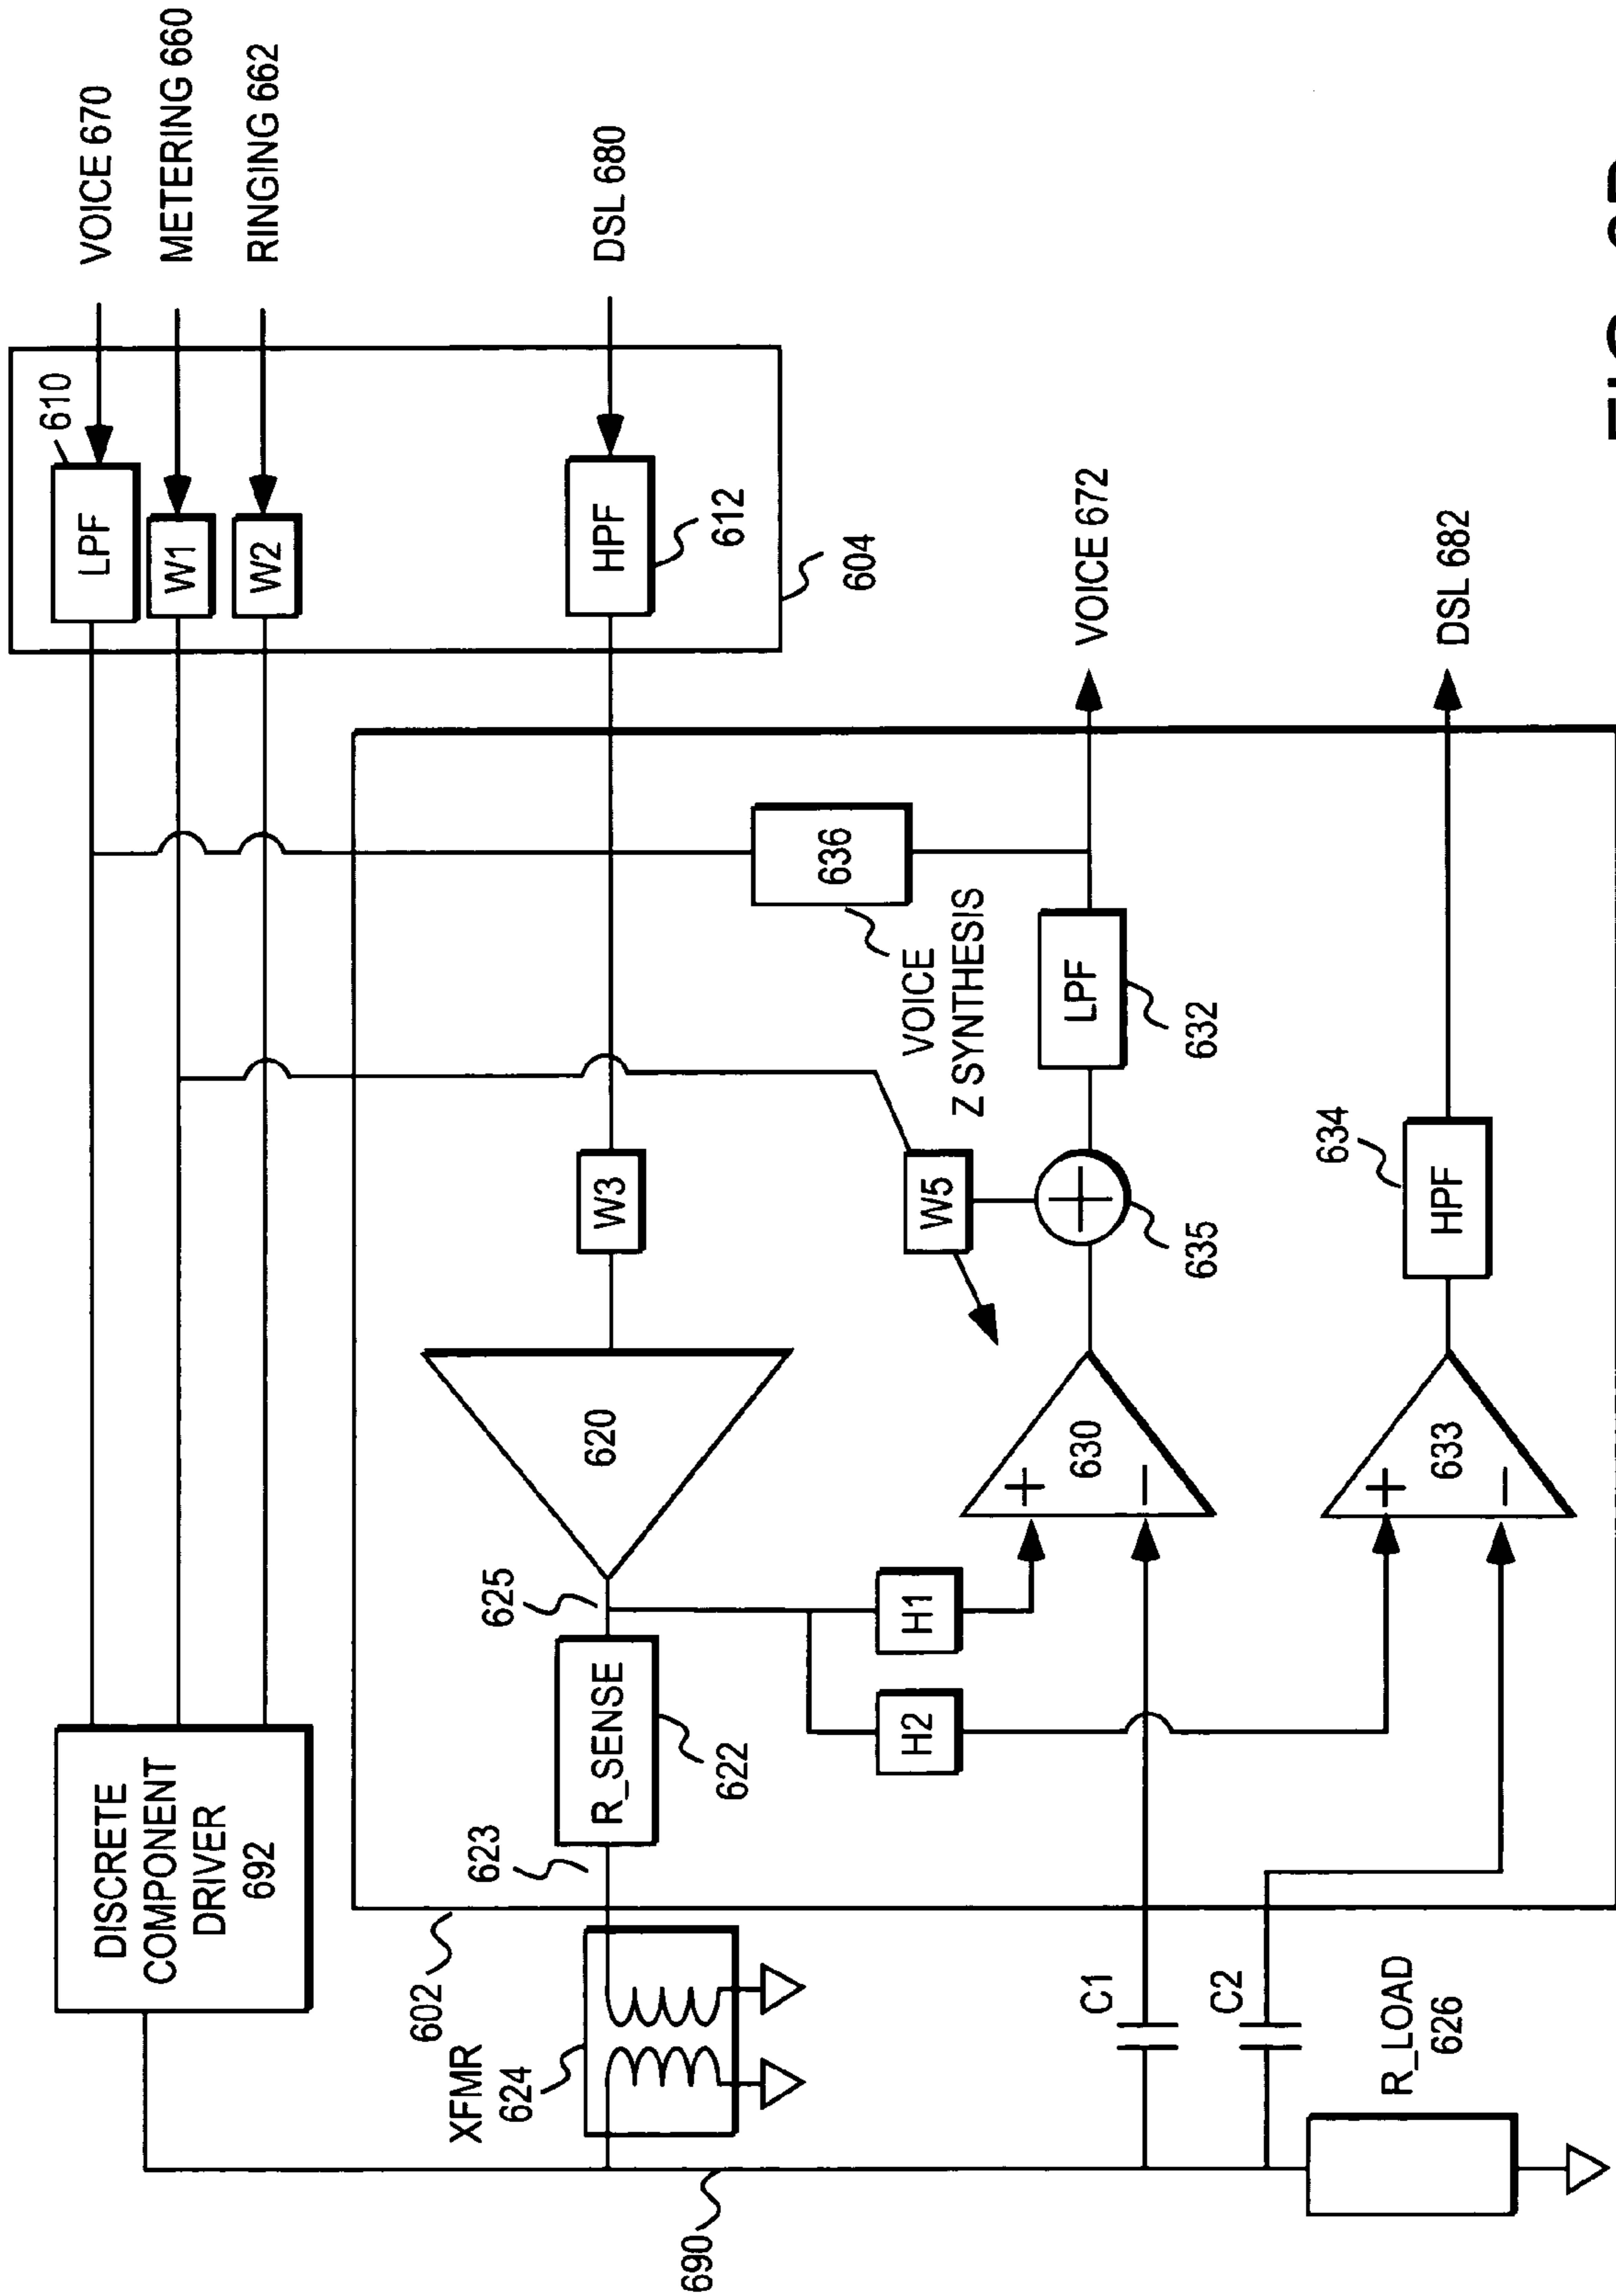 VOICE 670
METERING 660
RINGING 662
DSL 680
610
LPF
W1
W2
HPF
612
604
DISCRETE
COMPONENT
DRIVER
692
VOICE 672
DSL 682
636
VOICE
Z SYNTHESIS
LPF
632
634
HPF
W3
W5
635
620
630
+
−
633
+
−
625
R_SENSE
622
623
H1
H2
602
XFMR
624
C1
C2
R_LOAD
626
690